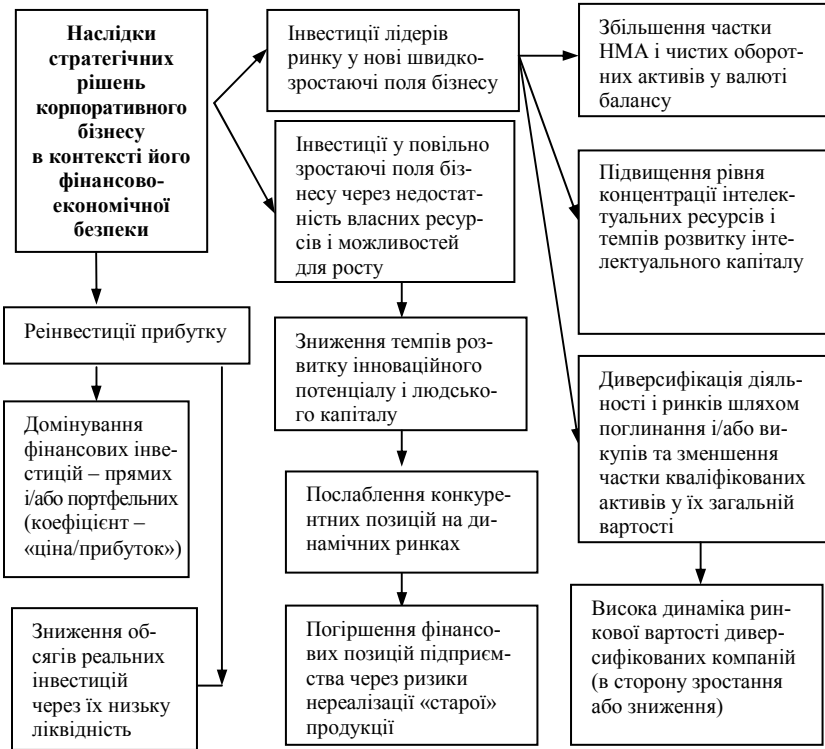 Наслідки
стратегічних
рішень
корпоративного
бізнесу
в контексті його
фінансово-
економічної
безпеки
Реінвестиції прибутку
Домінування
фінансових інве-
стицій – прямих
і/або портфельних
(коефіцієнт –
«ціна/прибуток»)
Зниження об-
сягів реальних
інвестицій
через їх низьку
ліквідність
Інвестиції лідерів
ринку у нові швидко-
зростаючі поля бізнесу
Інвестиції у повільно
зростаючі поля біз-
несу через недостат-
ність власних ресур-
сів і можливостей
для росту
Зниження темпів роз-
витку інноваційного
потенціалу і людсько-
го капіталу
Послаблення конкуре-
нтних позицій на ди-
намічних ринках
Погіршення фінансо-
вих позицій підприєм-
ства через ризики
нереалізації «старої»
продукції
Збільшення частки
НМА і чистих оборот-
них активів у валюті
балансу
Підвищення рівня
концентрації інтелек-
туальних ресурсів і
темпів розвитку інте-
лектуального капіталу
Диверсифікація діяль-
ності і ринків шляхом
поглинання і/або ви-
купів та зменшення
частки кваліфікованих
активів у їх загальній
вартості
Висока динаміка рин-
кової вартості дивер-
сифікованих компаній
(в сторону зростання
або зниження)